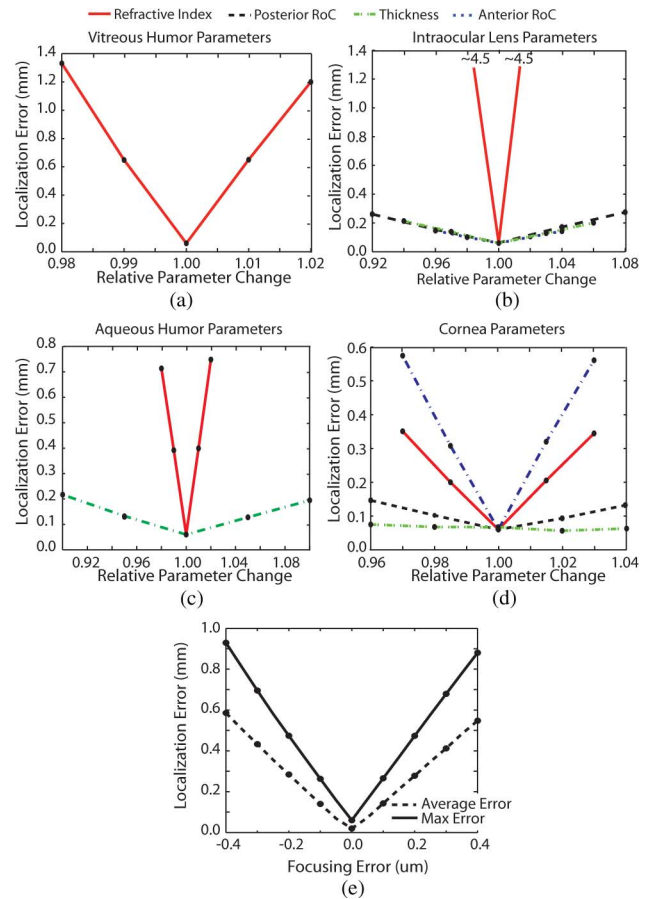 Refractive Index Posterior RoC Thickness Anterior RoC
Vitreous Humor Parameters
Localization Error (mm)
1.4
1.2
1.0
0.8
0.6
0.4
0.2
0.0
0.98 0.99 1.00 1.01 1.02
Relative Parameter Change
(a)
Intraocular Lens Parameters
~4.5 ~4.5
Localization Error (mm)
1.4
1.2
1.0
0.8
0.6
0.4
0.2
0.0
0.92 0.96 1.00 1.04 1.08
Relative Parameter Change
(b)
Aqueous Humor Parameters
Localization Error (mm)
0.8
0.7
0.6
0.5
0.4
0.3
0.2
0.1
0.0
0.92 0.96 1.00 1.04 1.08
Relative Parameter Change
(c)
Cornea Parameters
Localization Error (mm)
0.6
0.5
0.4
0.3
0.2
0.1
0.0
0.96 0.98 1.00 1.02 1.04
Relative Parameter Change
(d)
Localization Error (mm)
1.0
0.8
0.6
0.4
0.2
0.0
Average Error
Max Error
-0.4 -0.2 0.0 0.2 0.4
Focusing Error (um)
(e)